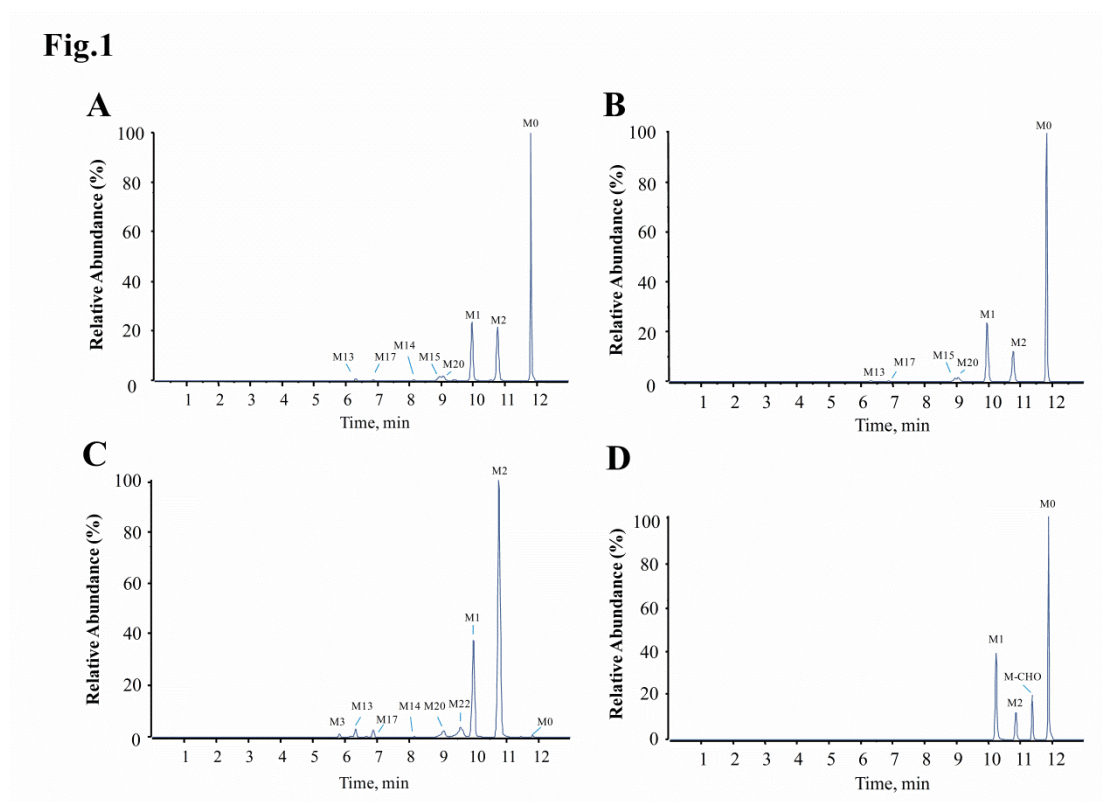 Fig.1
A
Relative Abundance (%)
100
80
60
40
20
0
M13
M17
M14
M15
M20
M1
M2
M0
1 2 3 4 5 6 7 8 9 10 11 12
Time, min
B
Relative Abundance (%)
100
80
60
40
20
0
M13
M17
M15
M20
M1
M2
M0
1 2 3 4 5 6 7 8 9 10 11 12
Time, min
C
Relative Abundance (%)
100
80
60
40
20
0
M3
M13
M17
M14
M20
M22
M1
M2
M0
1 2 3 4 5 6 7 8 9 10 11 12
Time, min
D
Relative Abundance (%)
100
80
60
40
20
0
M1
M2
M-CHO
M0
1 2 3 4 5 6 7 8 9 10 11 12
Time, min